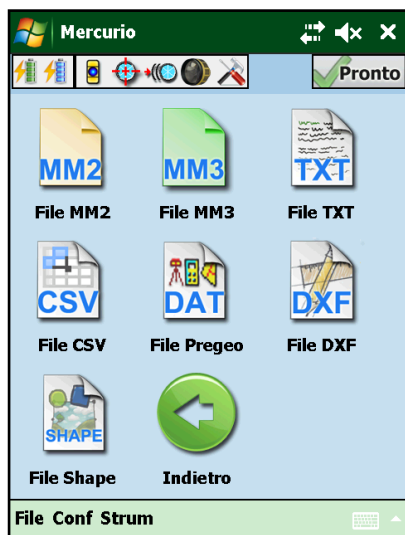 Mercurio
Pronto
MM2 MM3 TXT
File MM2 File MM3 File TXT
CSV DAT DXF
File CSV File Pregeo File DXF
SHAPE
File Shape Indietro
File Conf Strum